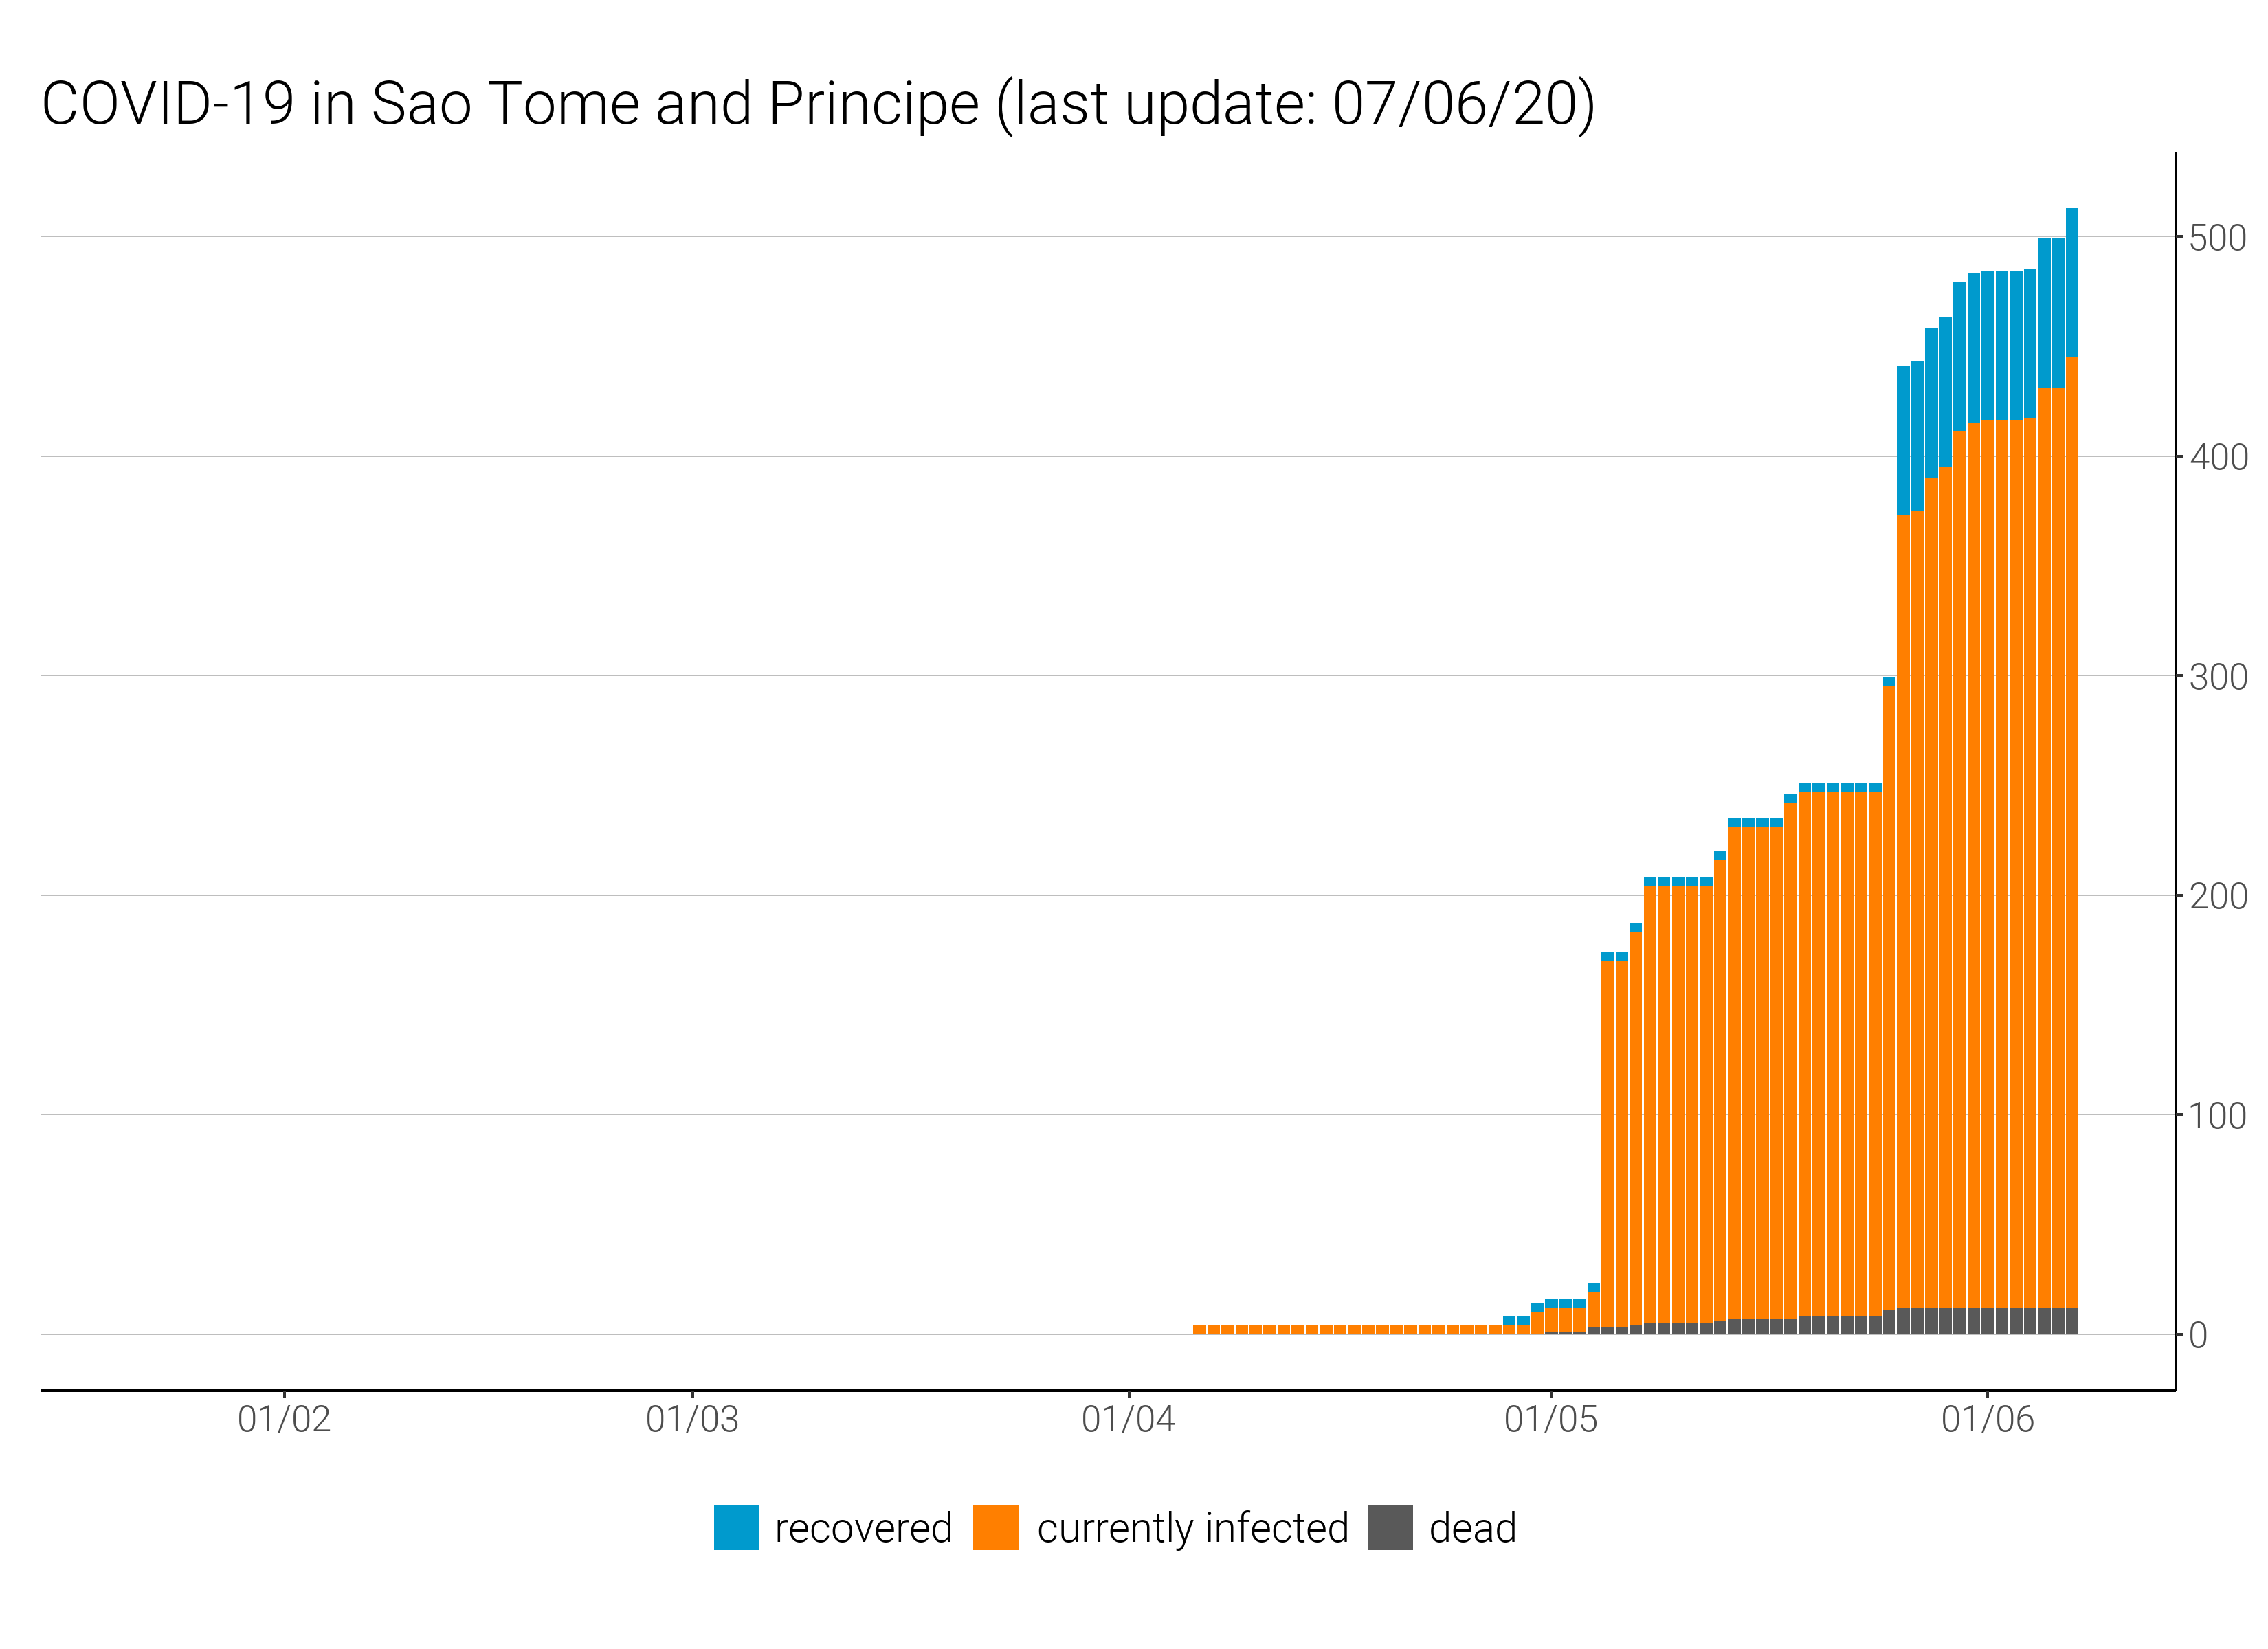 COVID-19 in Sao Tome and Principe (last update: 07/06/20)
500
400
300
200
100
0
01/02 01/03 01/04 01/05 01/06
recovered currently infected dead